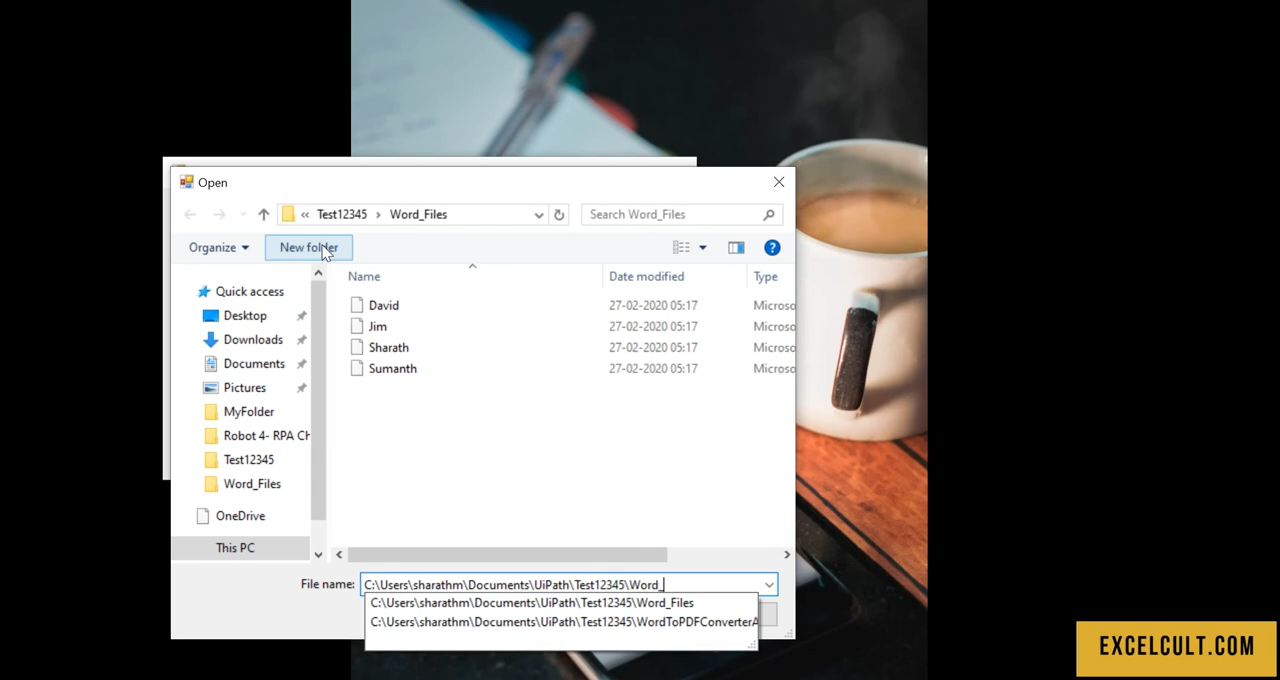 Open
« Test12345 › Word_Files
Search Word_Files
Organize
New folder
Name
Date modified
Type
Quick access
Desktop
Downloads
Documents
Pictures
MyFolder
Robot 4- RPA Ch
Test12345
Word_Files
OneDrive
This PC
David 27-02-2020 05:17 Microso
Jim 27-02-2020 05:17 Microso
Sharath 27-02-2020 05:17 Microso
Sumanth 27-02-2020 05:17 Microso
File name: C:\Users\sharathm\Documents\UiPath\Test12345\Word_
C:\Users\sharathm\Documents\UiPath\Test12345\Word_Files
C:\Users\sharathm\Documents\UiPath\Test12345\WordToPDFConverterA
EXCELCULT.COM